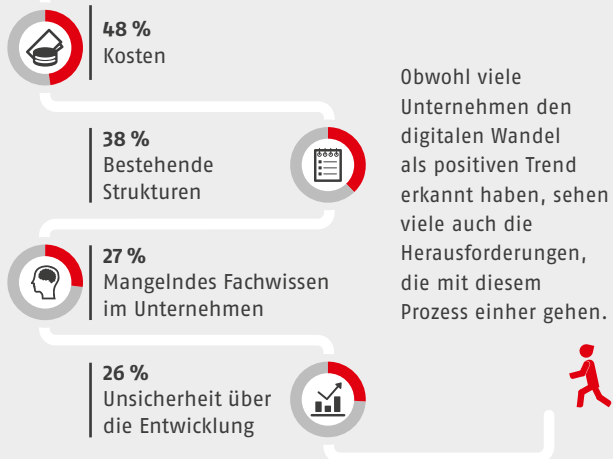 48 %
Kosten
38 %
Bestehende
Strukturen
27 %
Mangelndes Fachwissen
im Unternehmen
26 %
Unsicherheit über
die Entwicklung
Obwohl viele
Unternehmen den
digitalen Wandel
als positiven Trend
erkannt haben, sehen
viele auch die
Herausforderungen,
die mit diesem
Prozess einher gehen.